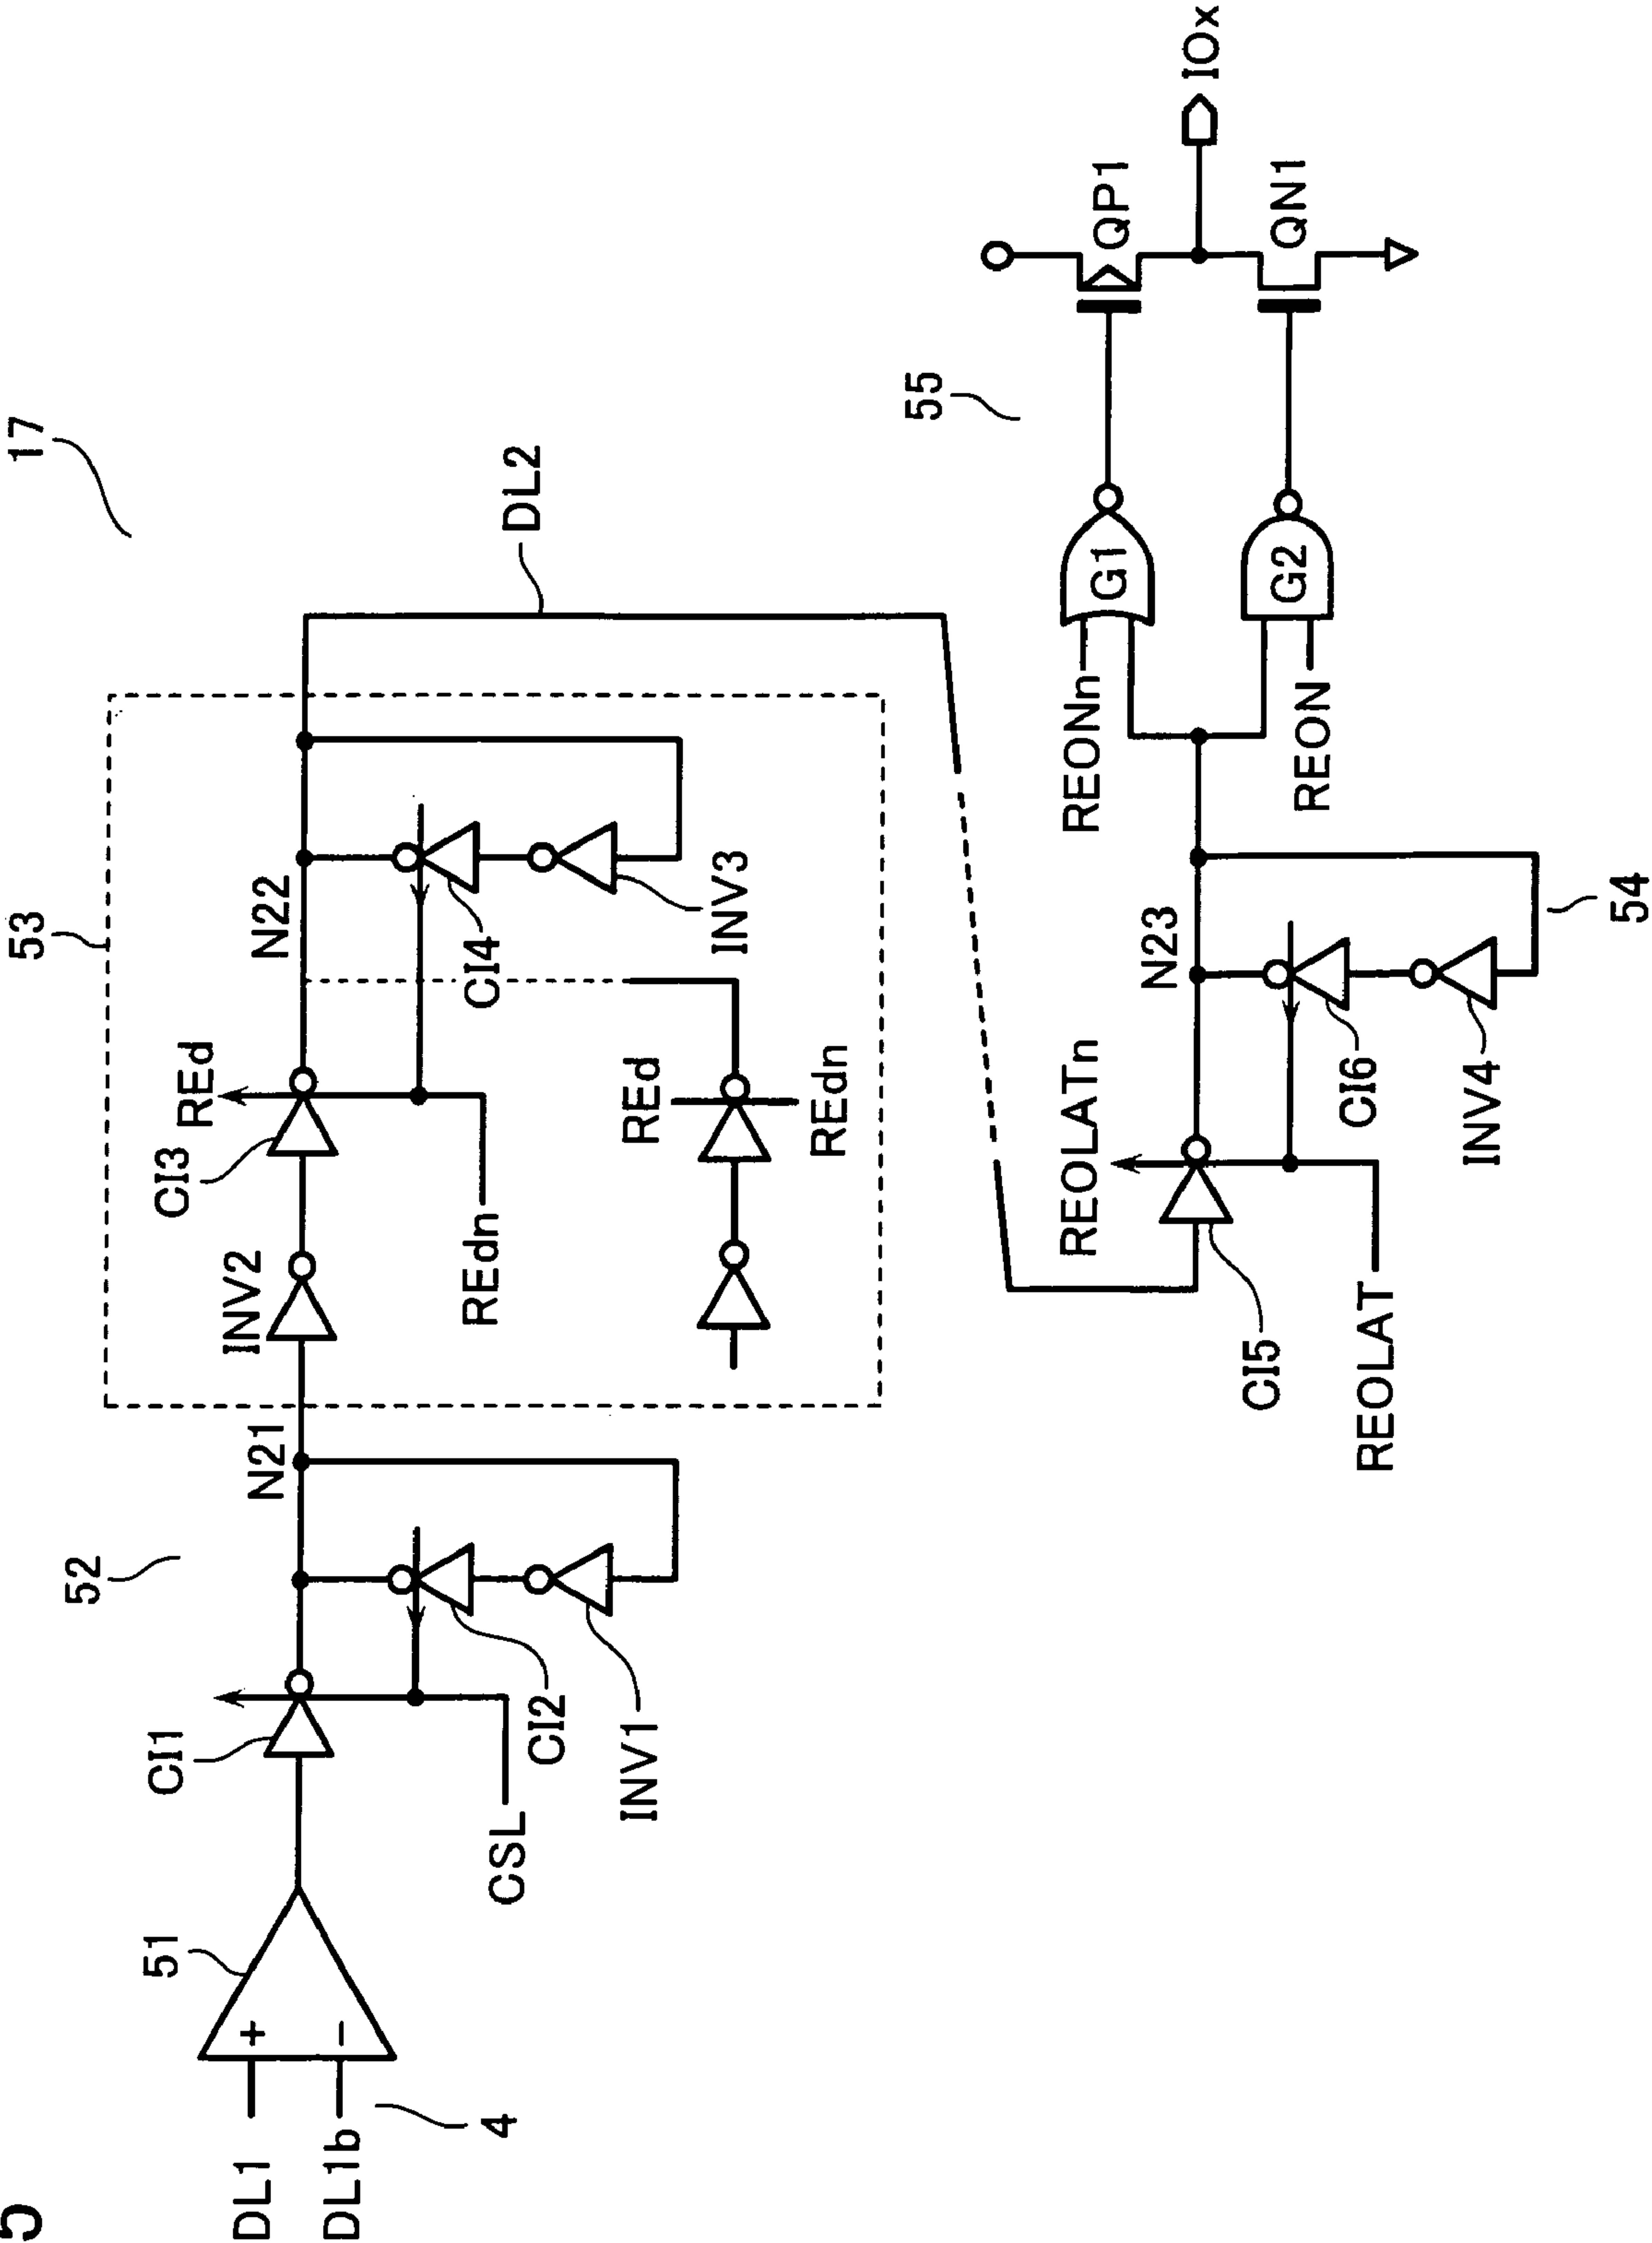 5
17
DL1
DL1b
4
51
CI1
CSL
CI2
INV1
52
N21
53
INV2
CI3
REd
REdn
N22
CI4
INV3
REd
REdn
DL2
REOLATn
CI5
REOLAT
N23
CI6
INV4
54
REONn
REON
G1
G2
55
QP1
QN1
IOx
+
−